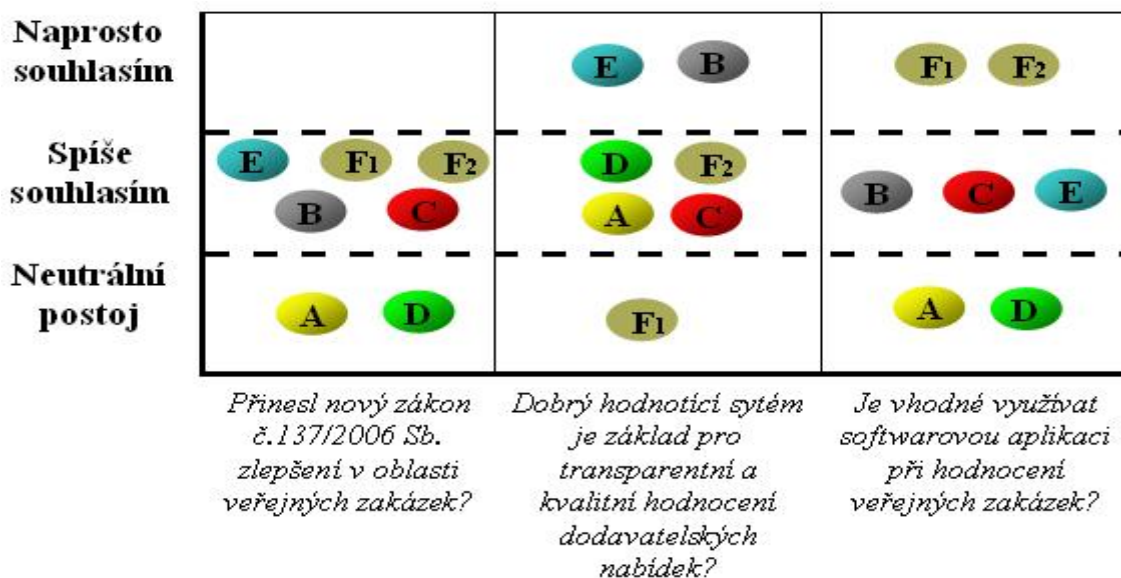 Naprosto
souhlasím
E B F1 F2
Spíše
souhlasím
E F1 F2 D F2
B C A C B C E
Neutrální
postoj
A D F1 A D
Přinesl nový zákon
č.137/2006 Sb.
zlepšení v oblasti
veřejných zakázek?
Dobrý hodnotící sytém
je základ pro
transparentní a
kvalitní hodnocení
dodavatelských
nabídek?
Je vhodné využívat
softwarovou aplikaci
při hodnocení
veřejných zakázek?